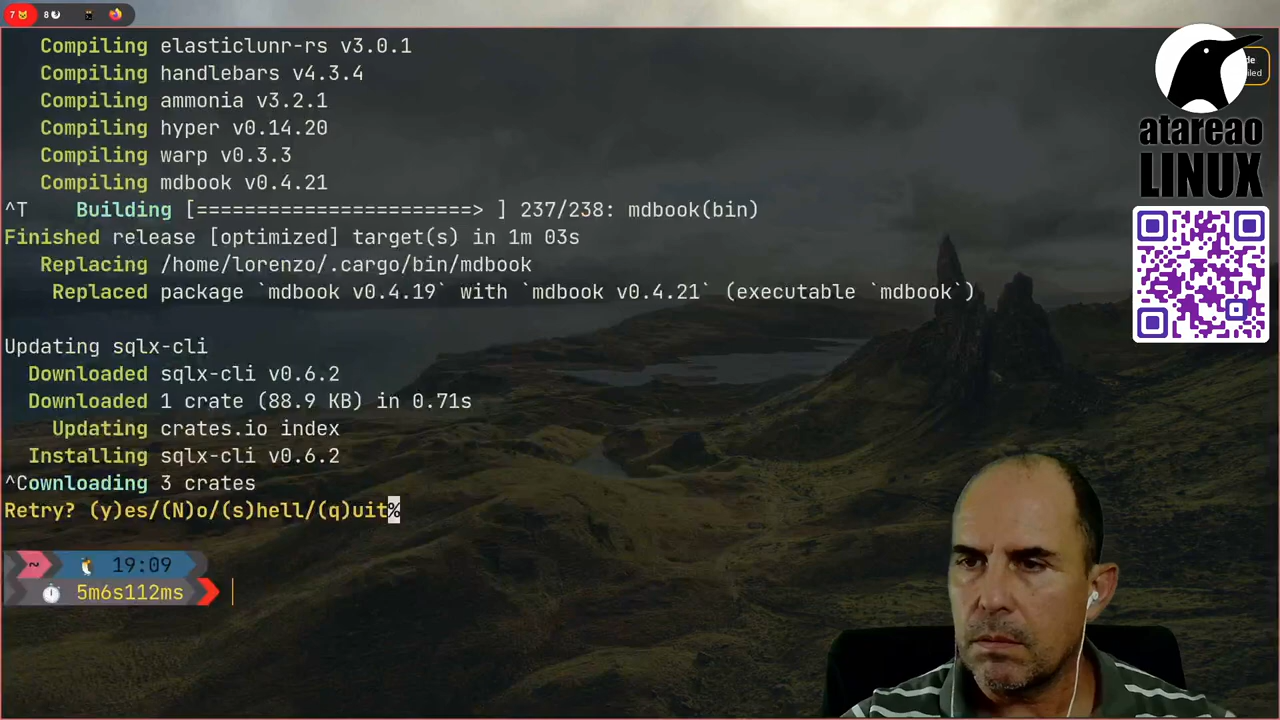 7 8
Compiling elasticlunr-rs v3.0.1
Compiling handlebars v4.3.4
Compiling ammonia v3.2.1
Compiling hyper v0.14.20
Compiling warp v0.3.3
Compiling mdbook v0.4.21
^T    Building [=======================> ] 237/238: mdbook(bin)
Finished release [optimized] target(s) in 1m 03s
Replacing /home/lorenzo/.cargo/bin/mdbook
Replaced package `mdbook v0.4.19` with `mdbook v0.4.21` (executable `mdbook`)
Updating sqlx-cli
Downloaded sqlx-cli v0.6.2
Downloaded 1 crate (88.9 KB) in 0.71s
Updating crates.io index
Installing sqlx-cli v0.6.2
^Cownloading 3 crates
Retry? (y)es/(N)o/(s)hell/(q)uit%
~ 19:09
5m6s112ms
atareao
LINUX